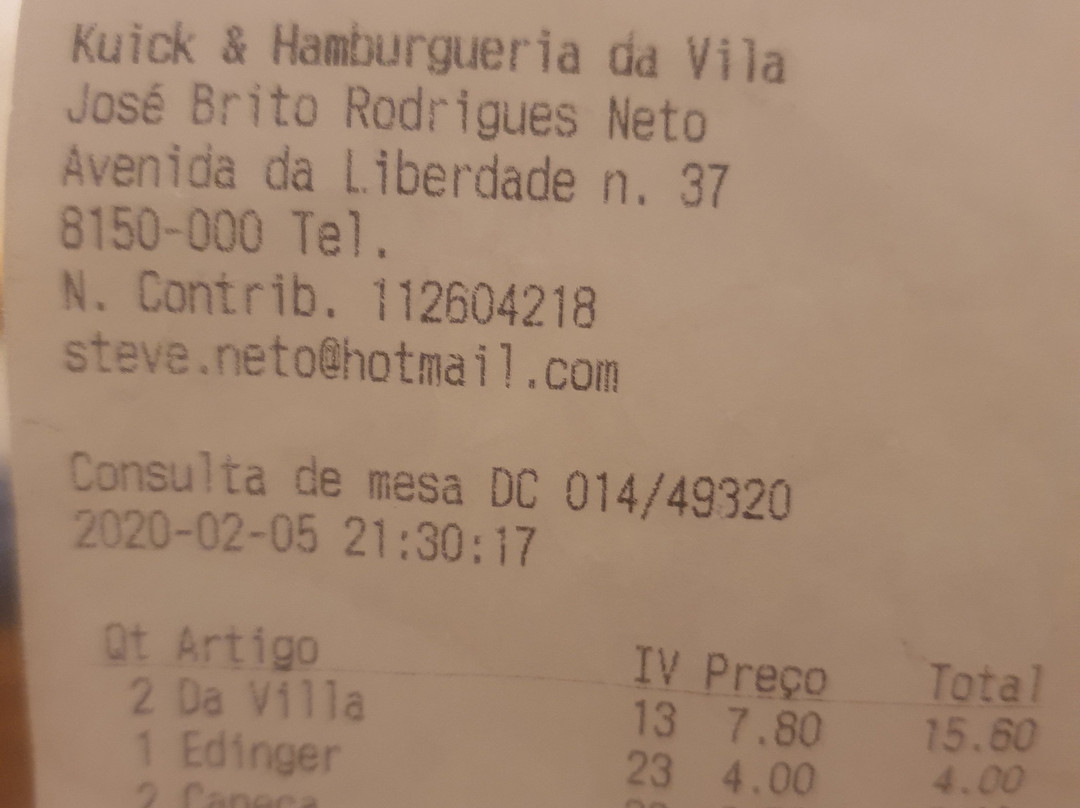 Kuick & Hamburgueria da Vila
José Brito Rodrigues Neto
Avenida da Liberdade n. 37
8150-000 Tel.
N. Contrib. 112604218
steve.neto@hotmail.com
Consulta de mesa DC 014/49320
2020-02-05 21:30:17
Qt Artigo IV Preço Total
2 Da Villa 13 7.80 15.60
1 Edinger 23 4.00 4.00
2 Caneca